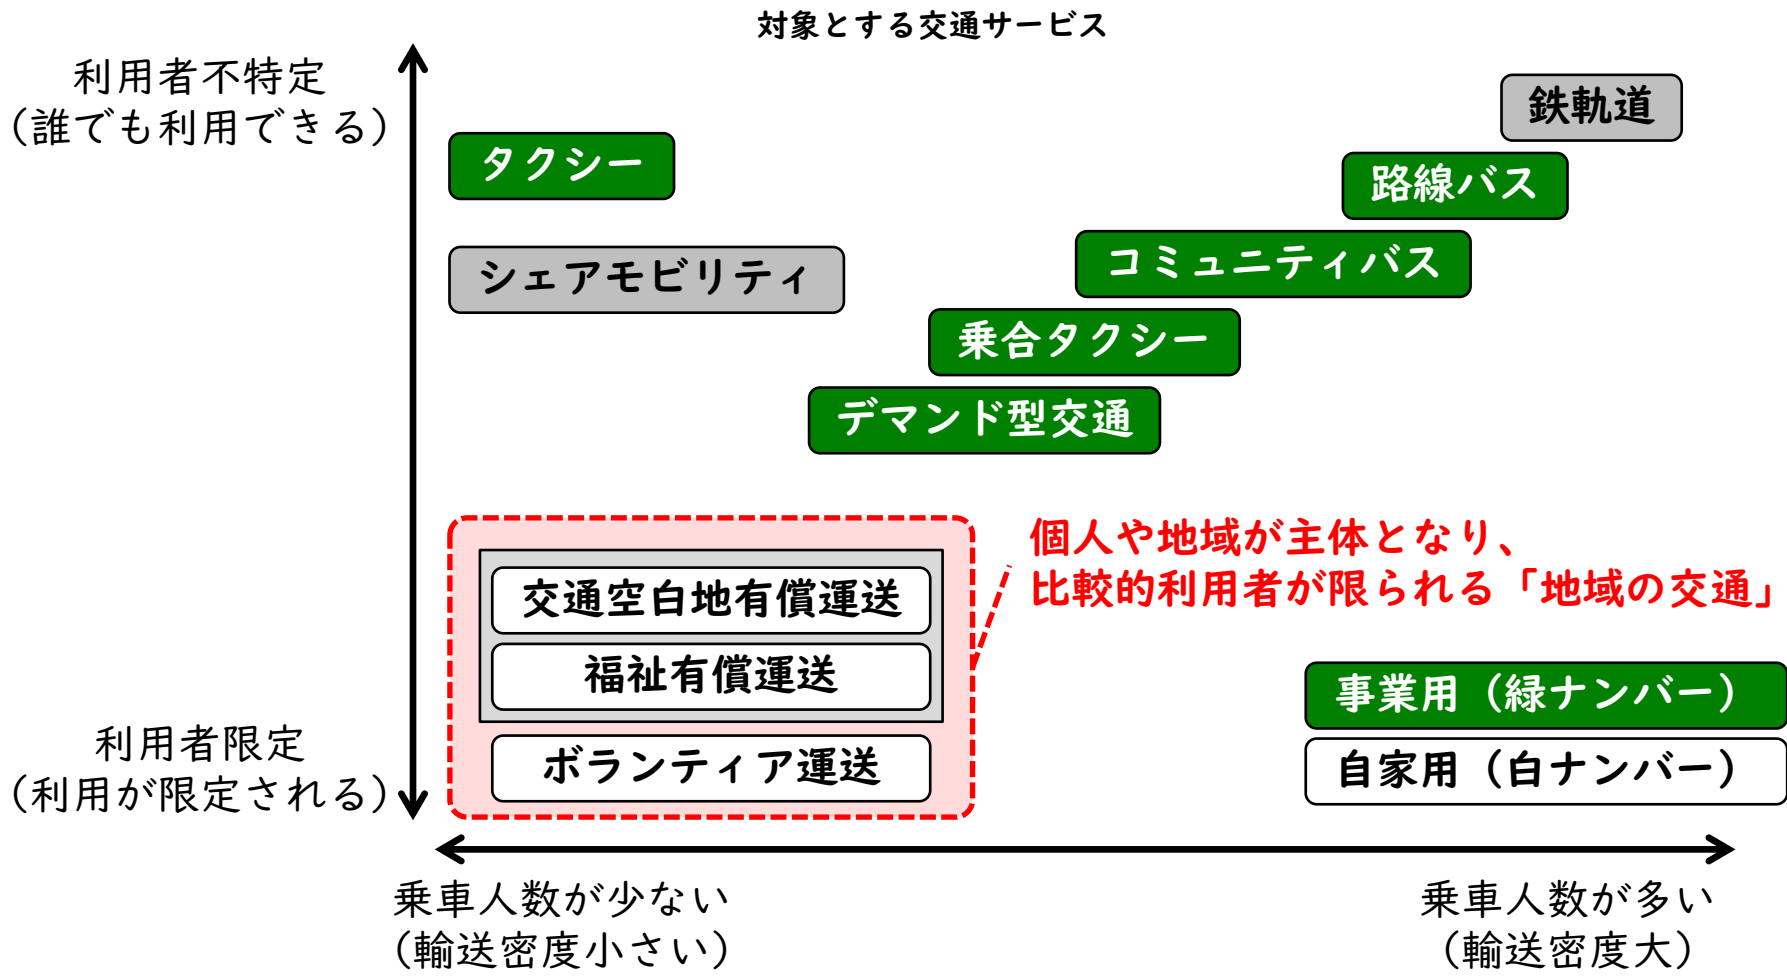 対象とする交通サービス
利用者不特定
（誰でも利用できる）
鉄軌道
タクシー
路線バス
コミュニティバス
シェアモビリティ
乗合タクシー
デマンド型交通
個人や地域が主体となり、
比較的利用者が限られる「地域の交通」
交通空白地有償運送
福祉有償運送
ボランティア運送
事業用（緑ナンバー）
自家用（白ナンバー）
利用者限定
（利用が限定される）
乗車人数が少ない
（輸送密度小さい）
乗車人数が多い
（輸送密度大）